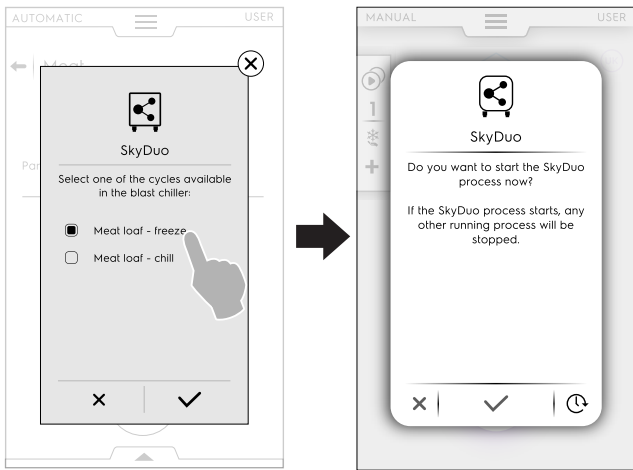 AUTOMATIC
USER
Meat
SkyDuo
Select one of the cycles available
in the blast chiller:
Meat loaf - freeze
Meat loaf - chill
MANUAL
USER
1
SkyDuo
Do you want to start the SkyDuo
process now?
If the SkyDuo process starts, any
other running process will be
stopped.